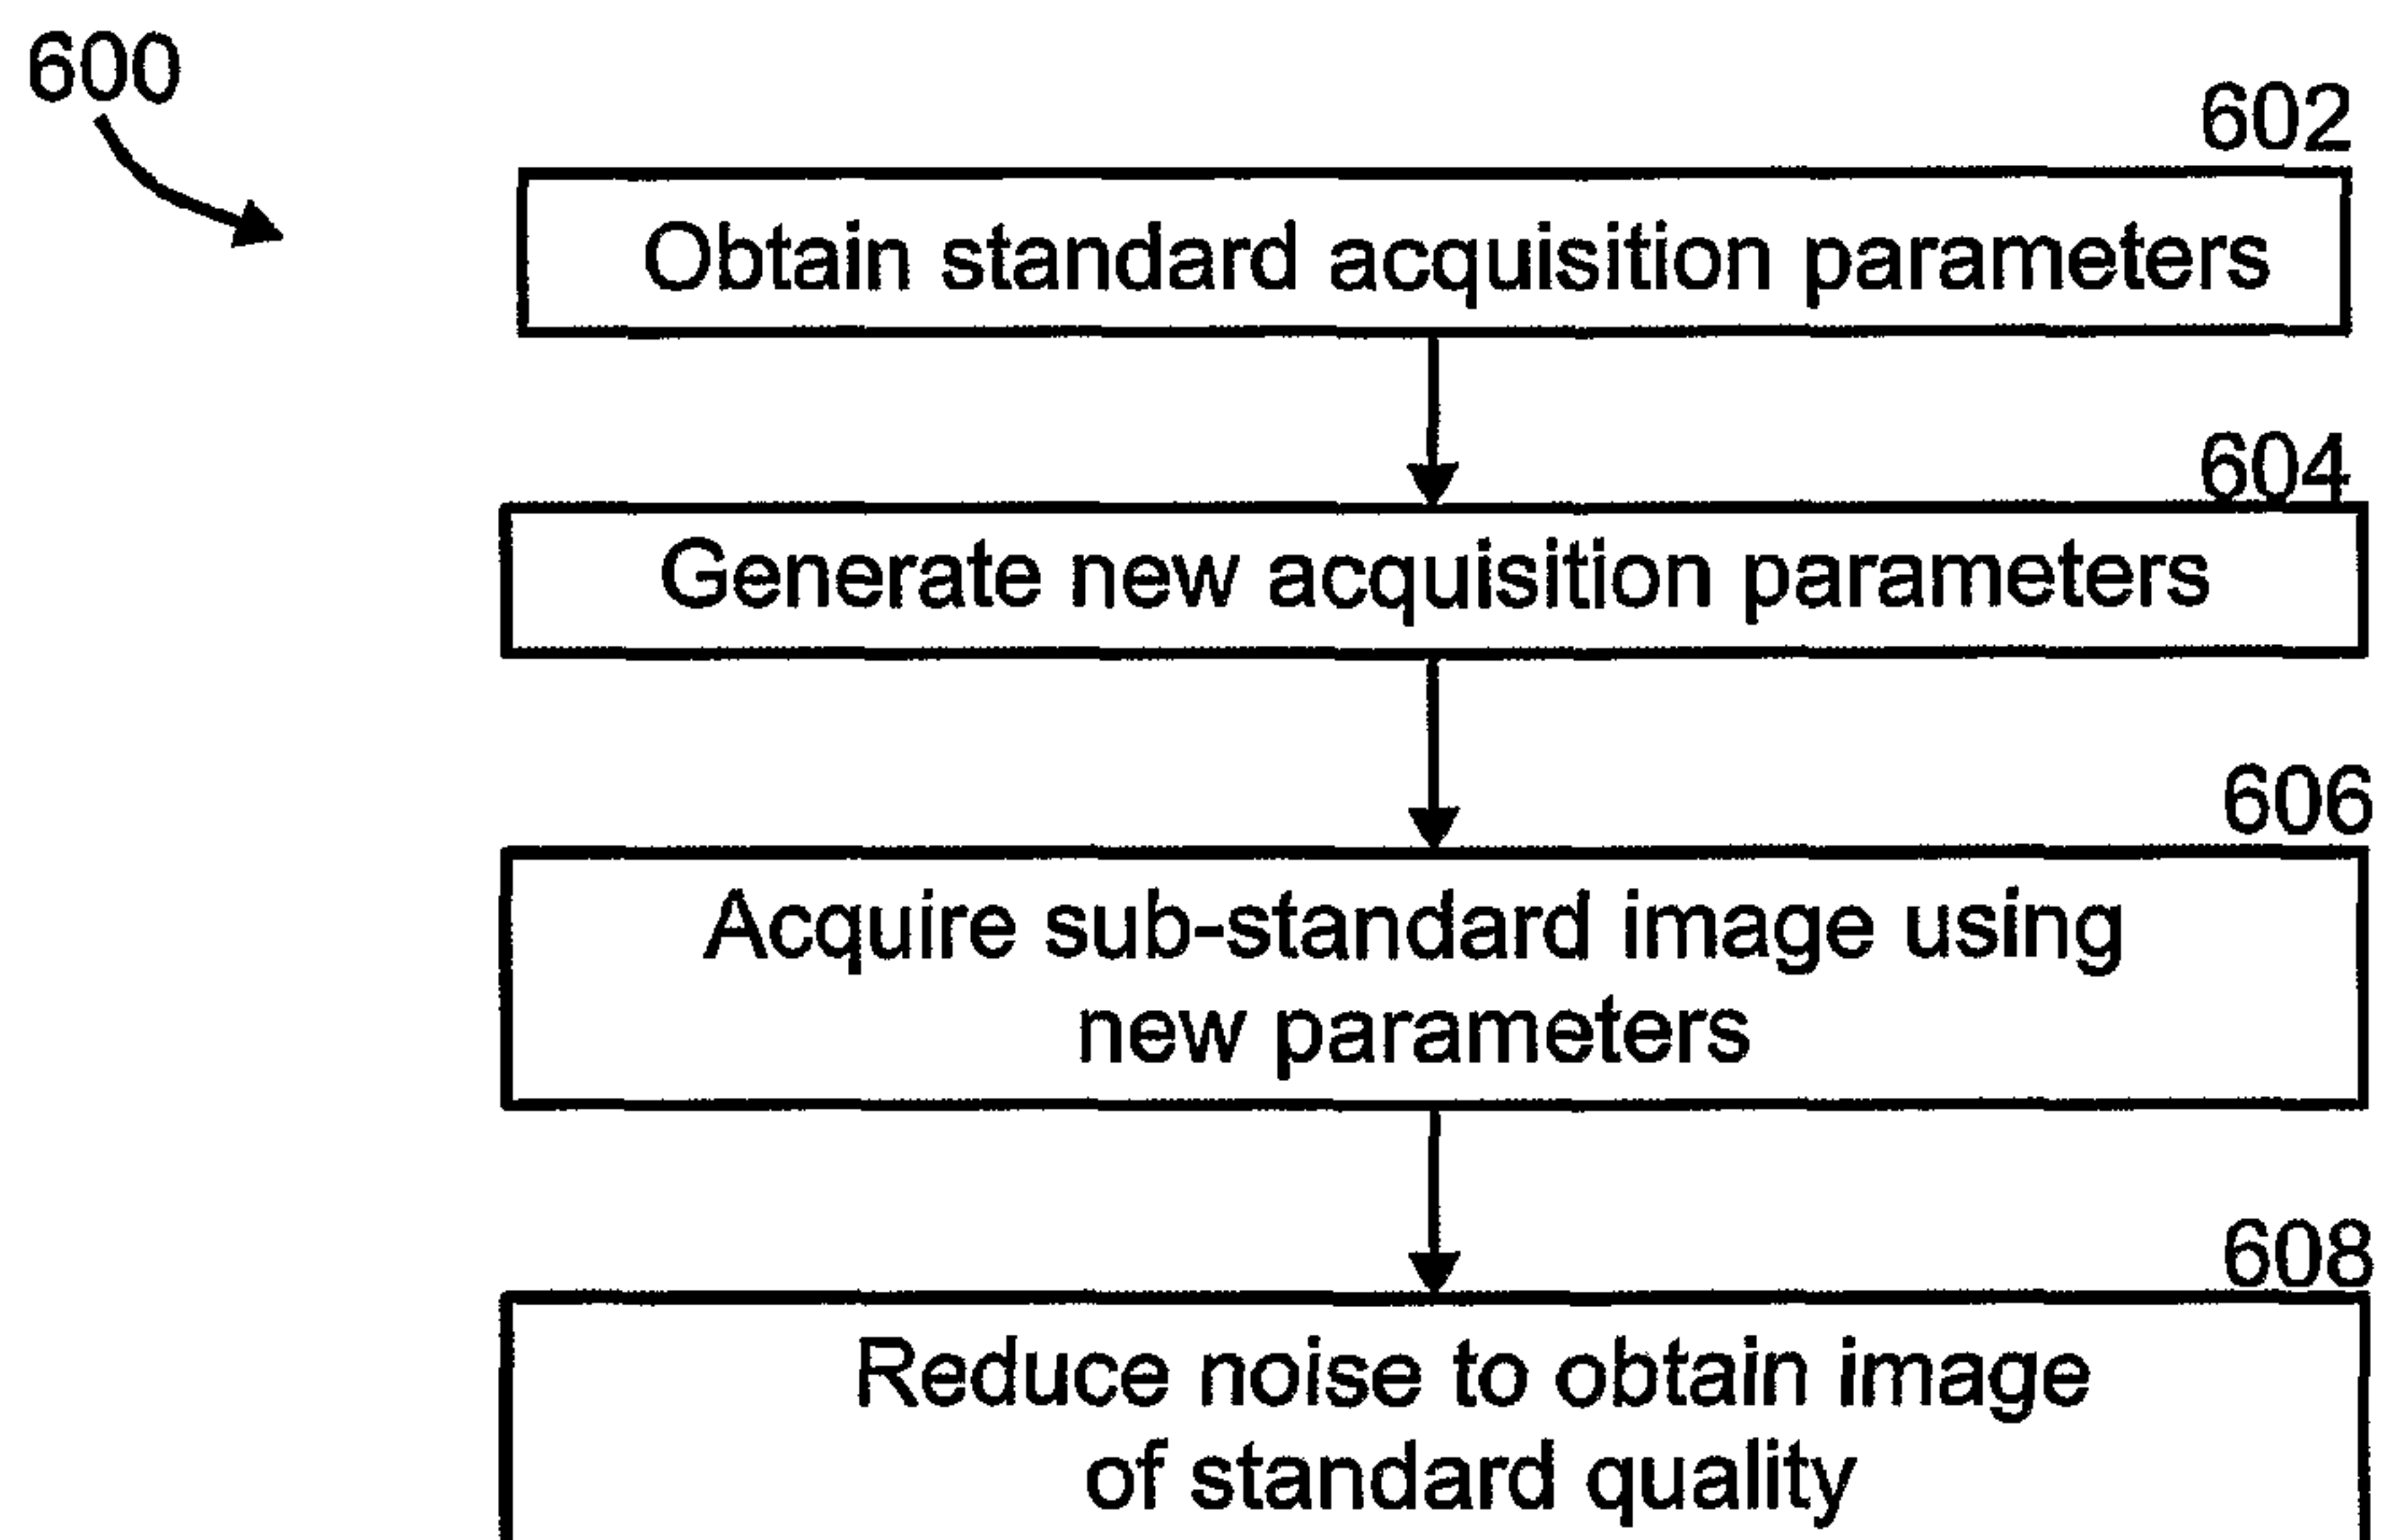 600
602
Obtain standard acquisition parameters
604
Generate new acquisition parameters
606
Acquire sub-standard image using
new parameters
608
Reduce noise to obtain image
of standard quality